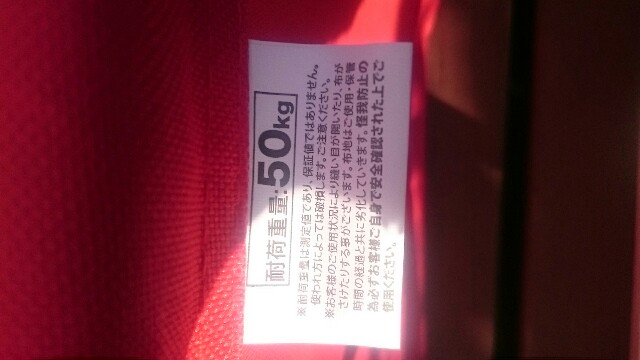 耐荷重量:50kg
※耐荷重量は測定値であり、保証値ではありません。
使われ方によっては破損します。ご注意ください。
※お客様のご使用状況により縫い目が開いたり、布が
さけたりする事がございます。布地はご使用・保管
時間の経過と共に劣化していきます。怪我防止の
為必ずお客様ご自身で安全確認された上でご
使用ください。